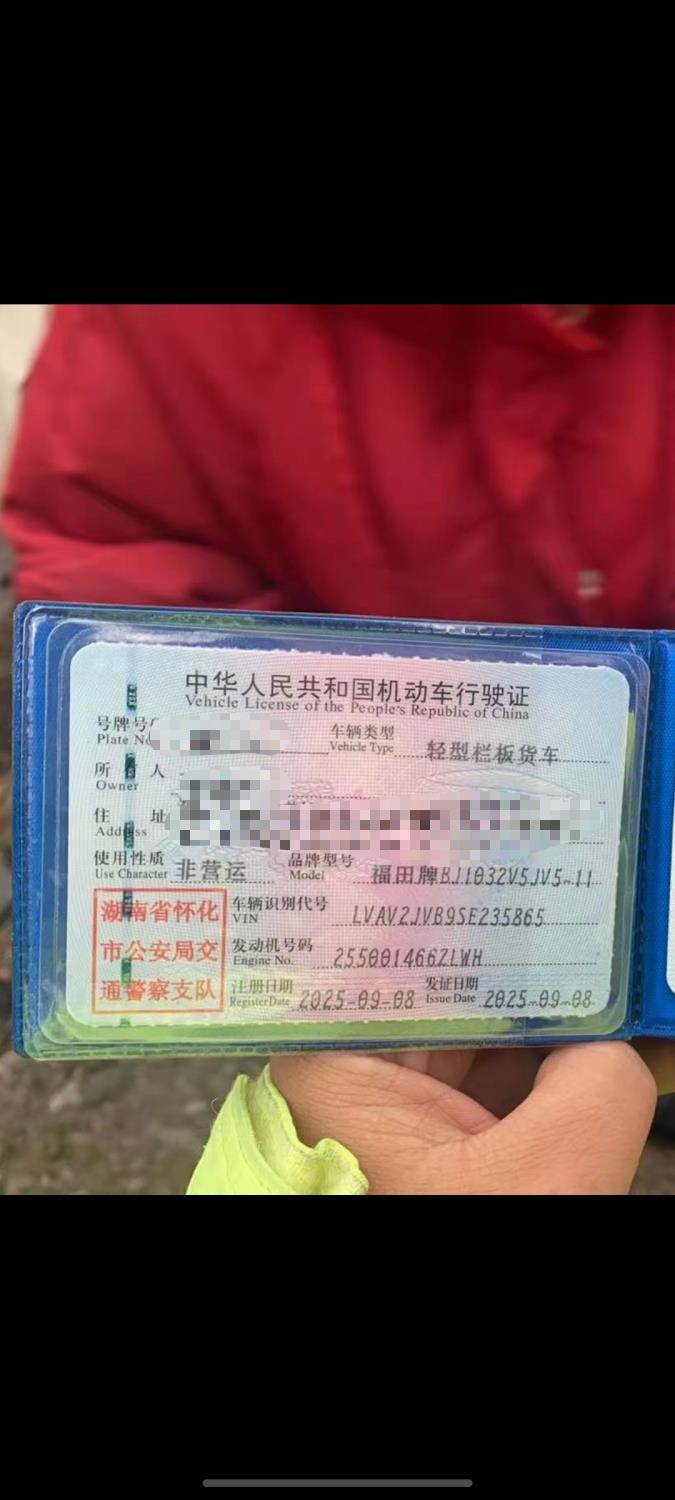 中华人民共和国机动车行驶证
Vehicle License of the People's Republic of China
号牌号
Plate No
车辆类型
Vehicle Type
轻型栏板货车
所有人
Owner
住址
Address
使用性质
Use Character
非营运
品牌型号
Model
福田牌BJ1032V5JV5-11
湖南省怀化
市公安局交
通警察支队
车辆识别代号
VIN
LVAV2JVB9SE235865
发动机号码
Engine No.
255001466ZLWH
注册日期
Register Date
2025-09-08
发证日期
Issue Date
2025-09-08